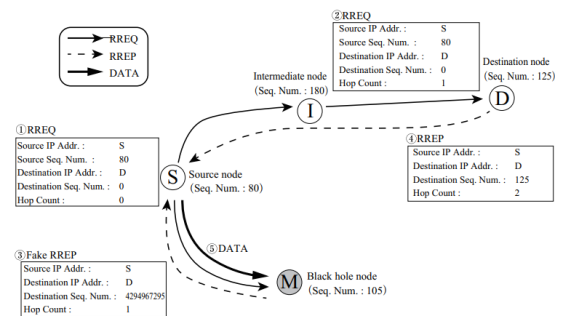 ②RREQ
Source IP Addr. : S
Source Seq. Num. : 80
Destination IP Addr. : D
Destination Seq. Num. : 0
Hop Count : 1
RREQ
RREP
DATA
Destination node
(Seq. Num. : 125)
D
Intermediate node
(Seq. Num. : 180)
I
①RREQ
Source IP Addr. : S
Source Seq. Num. : 80
Destination IP Addr. : D
Destination Seq. Num. : 0
Hop Count : 0
④RREP
Source IP Addr. : S
Destination IP Addr. : D
Destination Seq. Num. : 125
Hop Count : 2
S
Source node
(Seq. Num. : 80)
⑤DATA
③Fake RREP
Source IP Addr. : S
Destination IP Addr. : D
Destination Seq. Num. : 4294967295
Hop Count : 1
M
Black hole node
(Seq. Num. : 105)